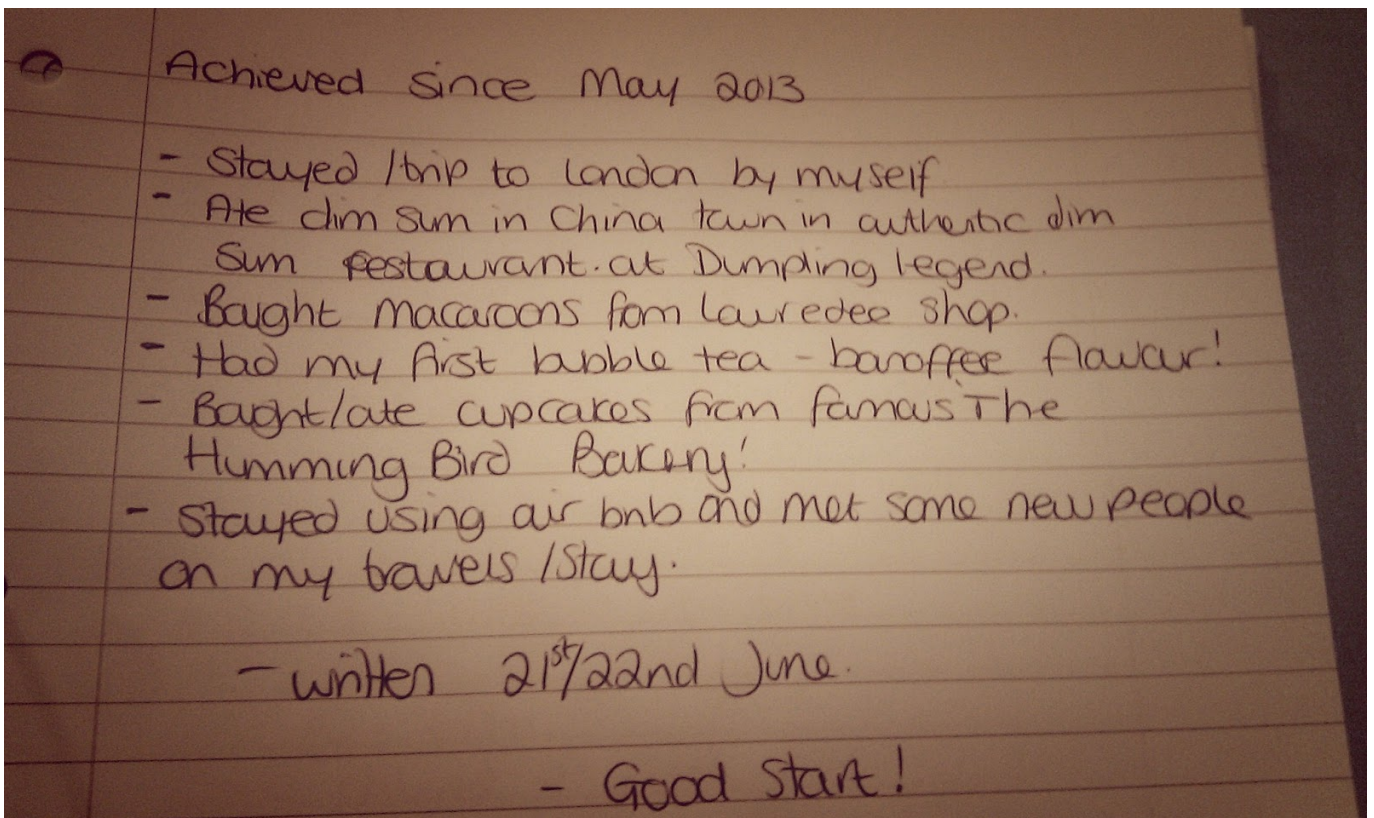 Achieved since May 2013
- Stayed / trip to London by myself
- Ate dim sum in China town in authentic dim
Sum restaurant. at Dumpling legend.
- Bought macaroons fom Lauredee shop.
- Had my first bubble tea - banoffee flavour!
- Bought/ate cupcakes from famous The
Humming Bird Bakery!
- Stayed using air bnb and met some new people
on my travels / stay.
- written 21st/22nd June.
- Good Start!